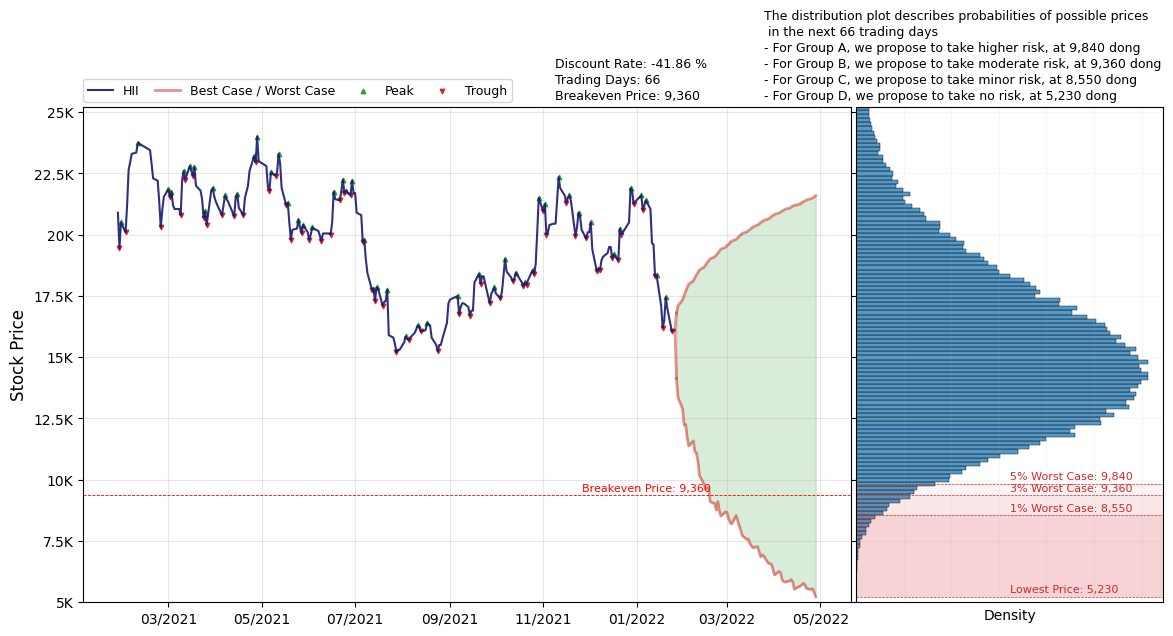 The distribution plot describes probabilities of possible prices
in the next 66 trading days
- For Group A, we propose to take higher risk, at 9,840 dong
- For Group B, we propose to take moderate risk, at 9,360 dong
- For Group C, we propose to take minor risk, at 8,550 dong
- For Group D, we propose to take no risk, at 5,230 dong
Discount Rate: -41.86 %
Trading Days: 66
Breakeven Price: 9,360
HII
Best Case / Worst Case
Peak
Trough
Stock Price
25K
22.5K
20K
17.5K
15K
12.5K
10K
7.5K
5K
Breakeven Price: 9,360
03/2021
05/2021
07/2021
09/2021
11/2021
01/2022
03/2022
05/2022
5% Worst Case: 9,840
3% Worst Case: 9,360
1% Worst Case: 8,550
Lowest Price: 5,230
Density